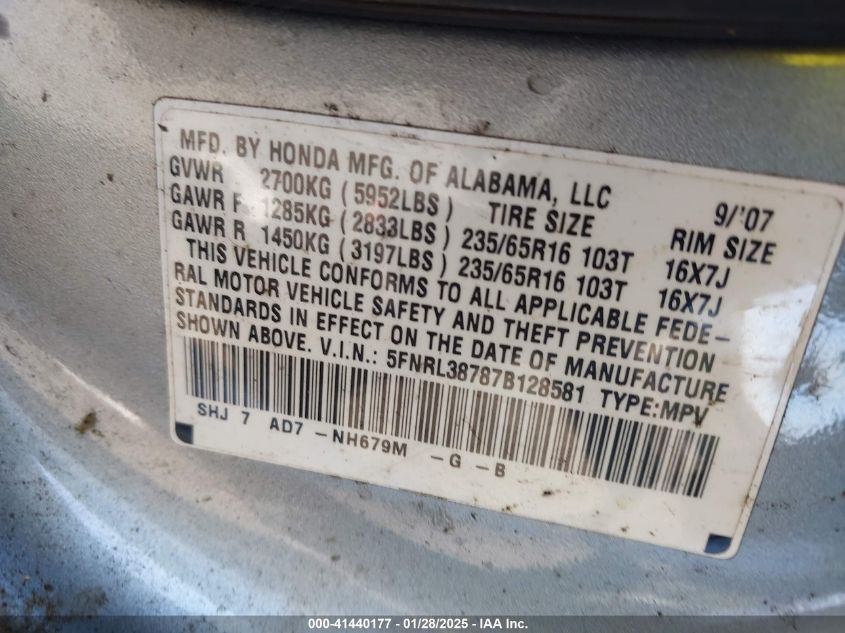 MFD. BY HONDA MFG. OF ALABAMA, LLC 9/'07
GVWR 2700KG (5952LBS) TIRE SIZE RIM SIZE
GAWR F 1285KG (2833LBS) 235/65R16 103T 16X7J
GAWR R 1450KG (3197LBS) 235/65R16 103T 16X7J
THIS VEHICLE CONFORMS TO ALL APPLICABLE FEDE-
RAL MOTOR VEHICLE SAFETY AND THEFT PREVENTION
STANDARDS IN EFFECT ON THE DATE OF MANUFACTURE
SHOWN ABOVE. V.I.N.: 5FNRL38787B128581 TYPE:MPV
SHJ 7 AD7 -NH679M -G -B
000-41440177 - 01/28/2025 - IAA Inc.